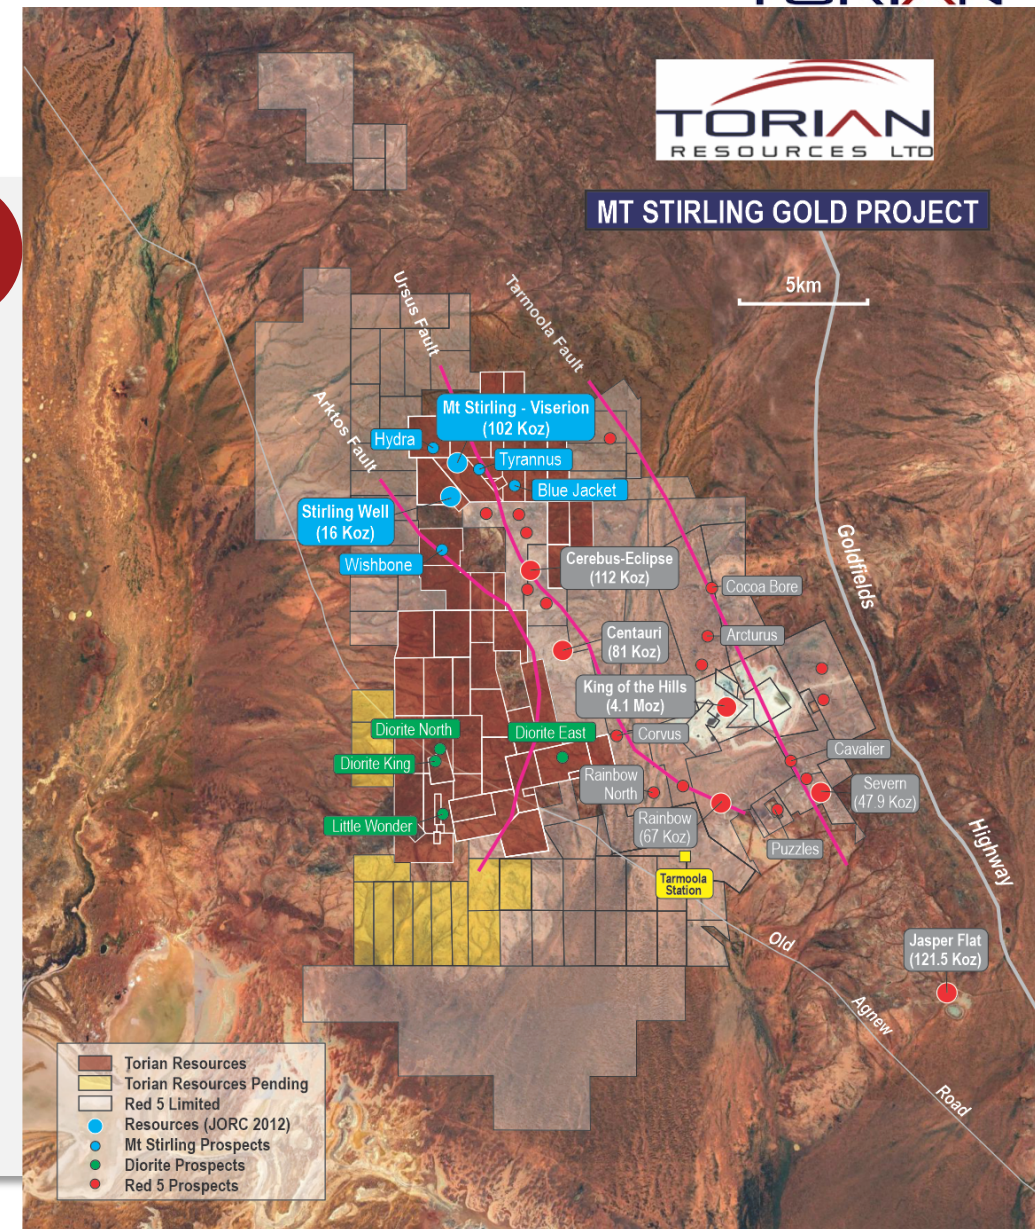 TORIAN
TORIAN
RESOURCES LTD
MT STIRLING GOLD PROJECT
5km
Ursus Fault
Tarmoola Fault
Arktos Fault
Mt Stirling - Viserion
(102 Koz)
Hydra
Tyrannus
Blue Jacket
Stirling Well
(16 Koz)
Wishbone
Cerebus-Eclipse
(112 Koz)
Cocoa Bore
Goldfields
Centauri
(81 Koz)
Arcturus
King of the Hills
(4.1 Moz)
Diorite North
Diorite East
Corvus
Diorite King
Cavalier
Rainbow
North
Severn
(47.9 Koz)
Little Wonder
Rainbow
(67 Koz)
Puzzles
Highway
Tarmoola
Station
Jasper Flat
(121.5 Koz)
Old
Agnew
Road
Torian Resources
Torian Resources Pending
Red 5 Limited
Resources (JORC 2012)
Mt Stirling Prospects
Diorite Prospects
Red 5 Prospects